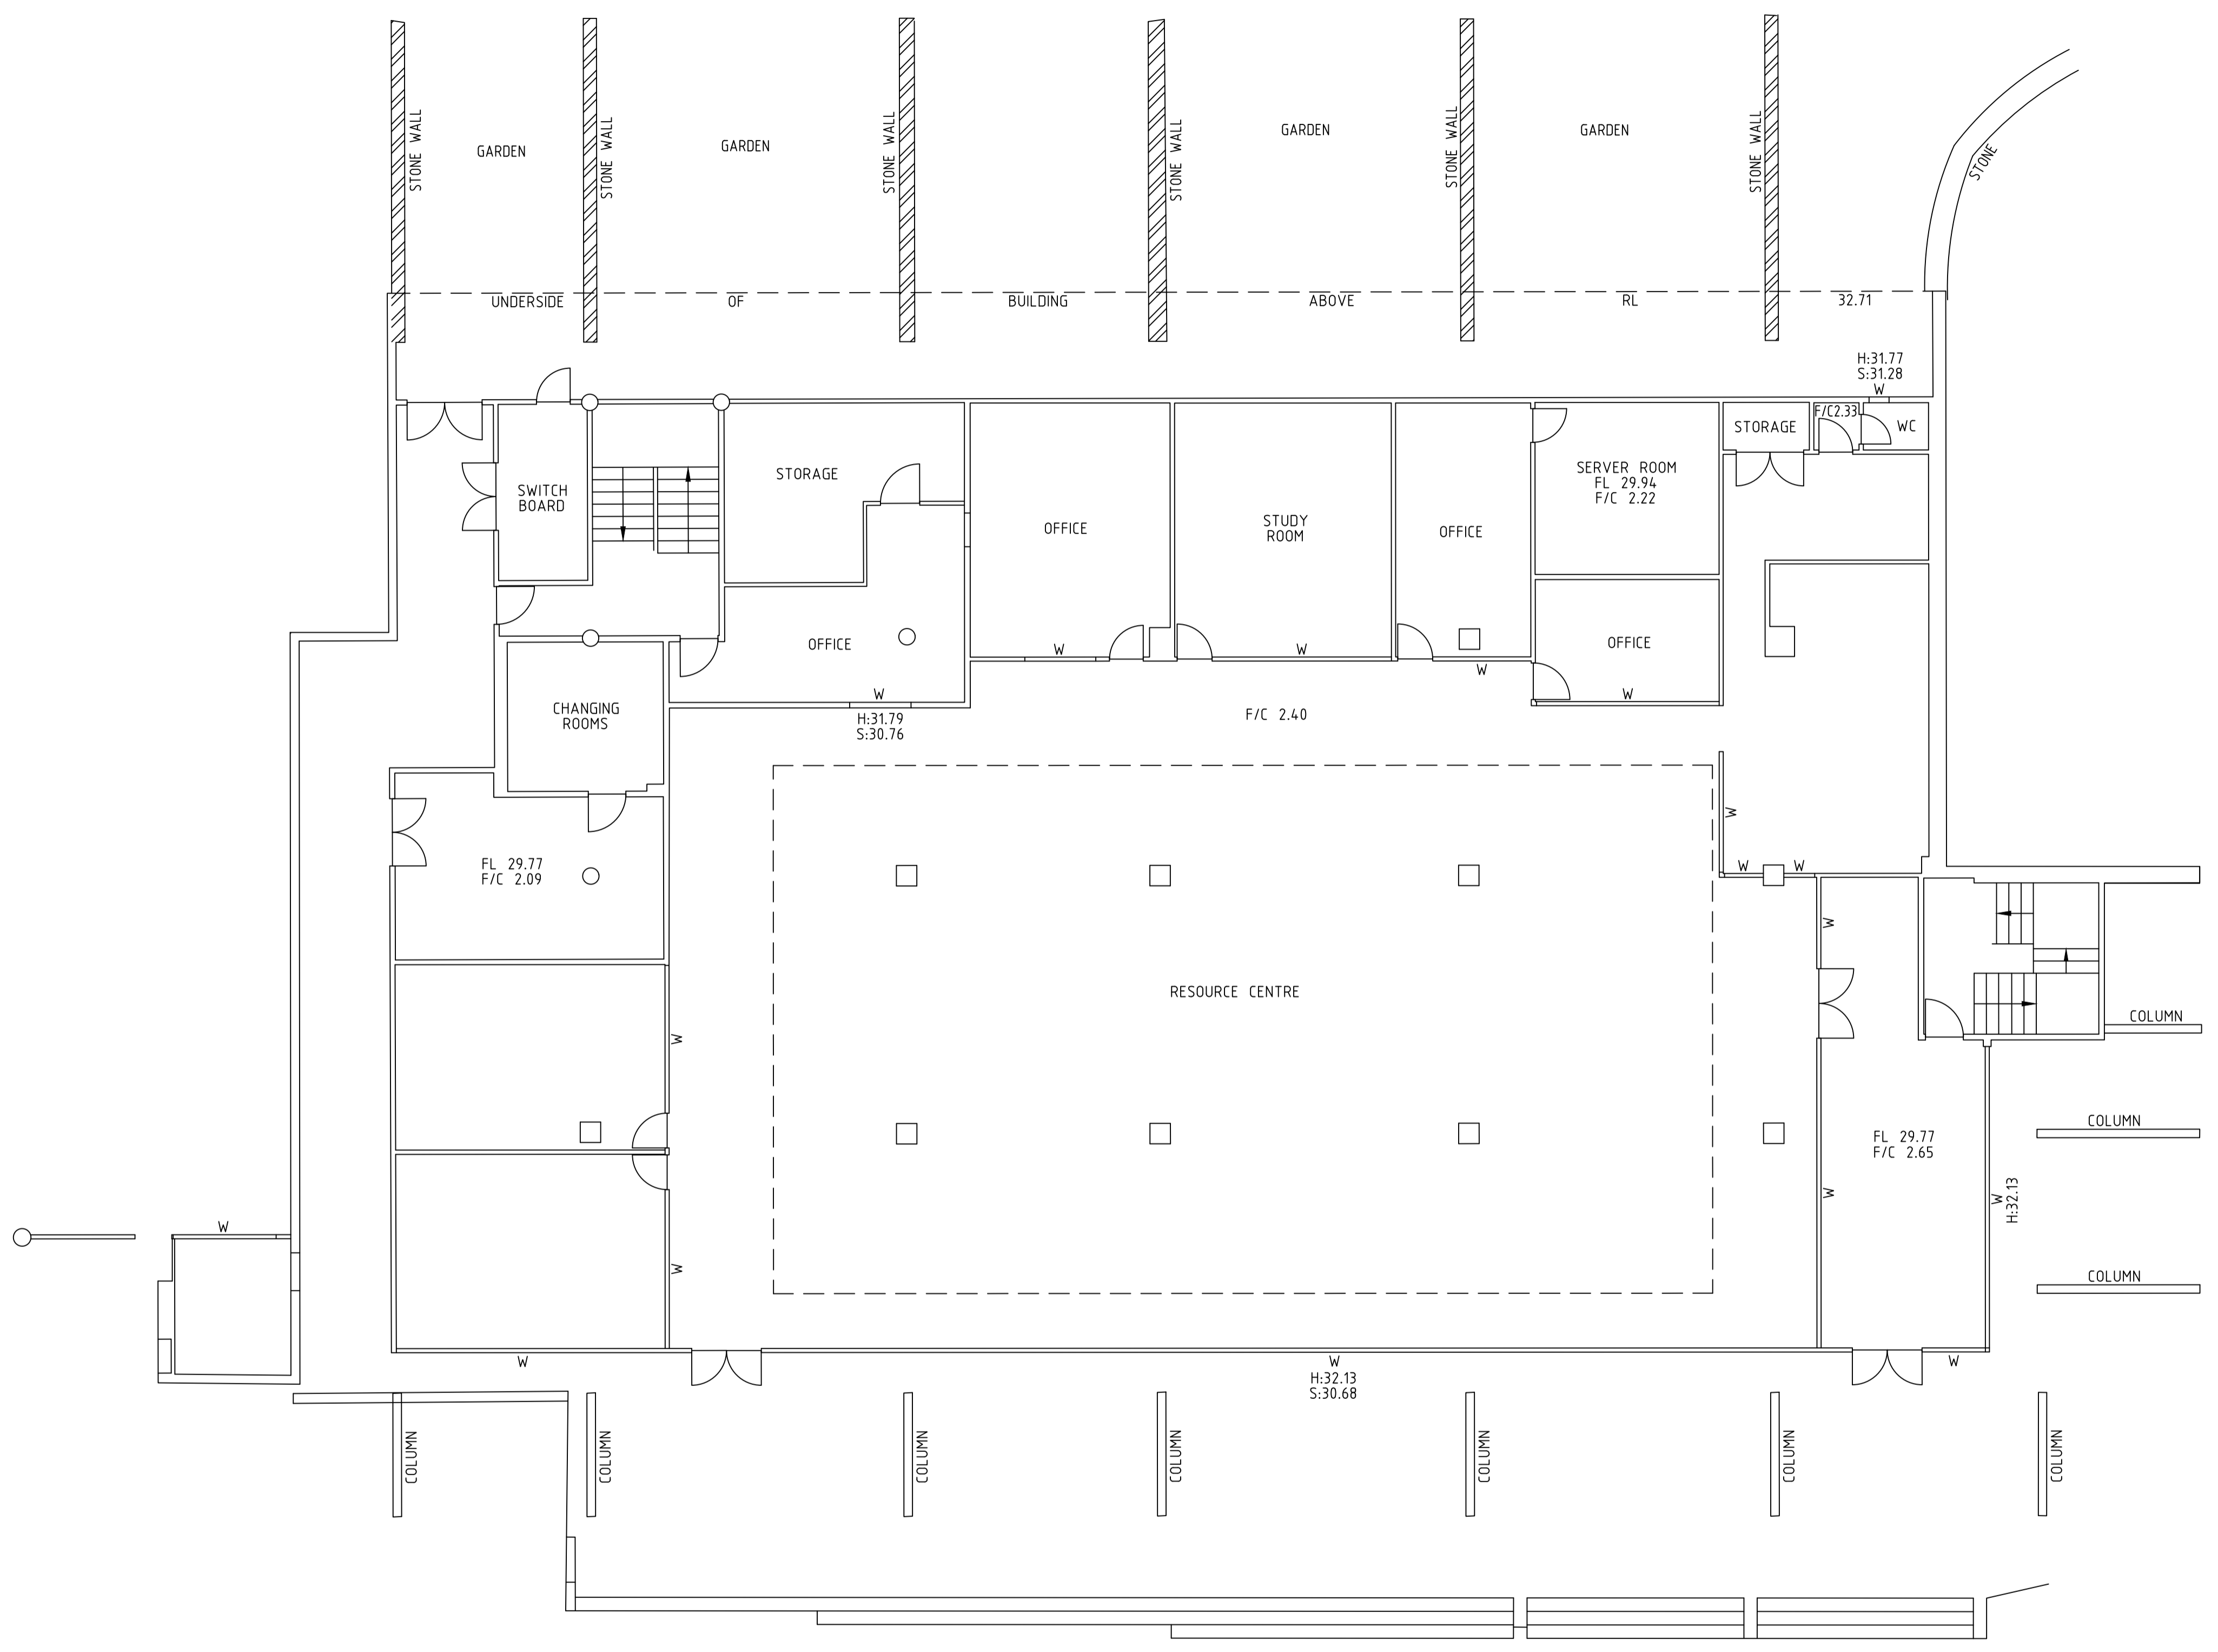 STONE WALL
STONE WALL
STONE WALL
STONE WALL
STONE WALL
STONE WALL
STONE
GARDEN
GARDEN
GARDEN
GARDEN
UNDERSIDE OF BUILDING ABOVE RL 32.71
H:31.77
S:31.28
W
F/C2.33
WC
STORAGE
SWITCH
BOARD
STORAGE
OFFICE
STUDY
ROOM
OFFICE
SERVER ROOM
FL 29.94
F/C 2.22
OFFICE
OFFICE
W
W
W
W
W
H:31.79
S:30.76
F/C 2.40
CHANGING
ROOMS
W
W
W
FL 29.77
F/C 2.09
W
RESOURCE CENTRE
COLUMN
W
COLUMN
FL 29.77
F/C 2.65
W
W
H:32.13
W
W
COLUMN
W
W
H:32.13
S:30.68
W
COLUMN
COLUMN
COLUMN
COLUMN
COLUMN
COLUMN
COLUMN